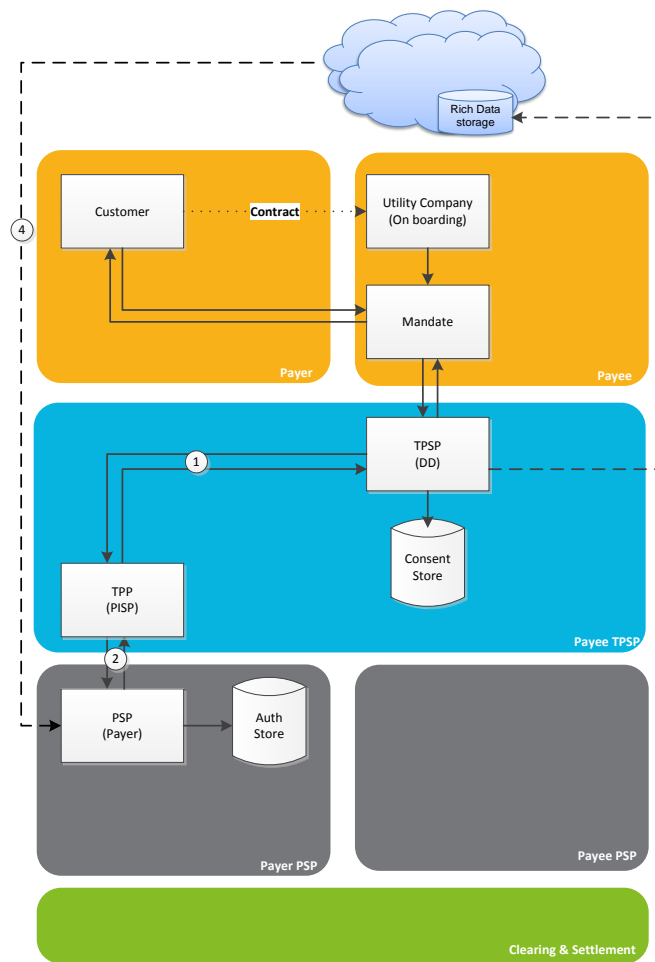 Rich Data
storage
Customer
Contract
Utility Company
(On boarding)
4
Mandate
Payer
Payee
TPSP
(DD)
1
Consent
Store
TPP
(PISP)
Payee TPSP
2
PSP
(Payer)
Auth
Store
Payer PSP
Payee PSP
Clearing & Settlement